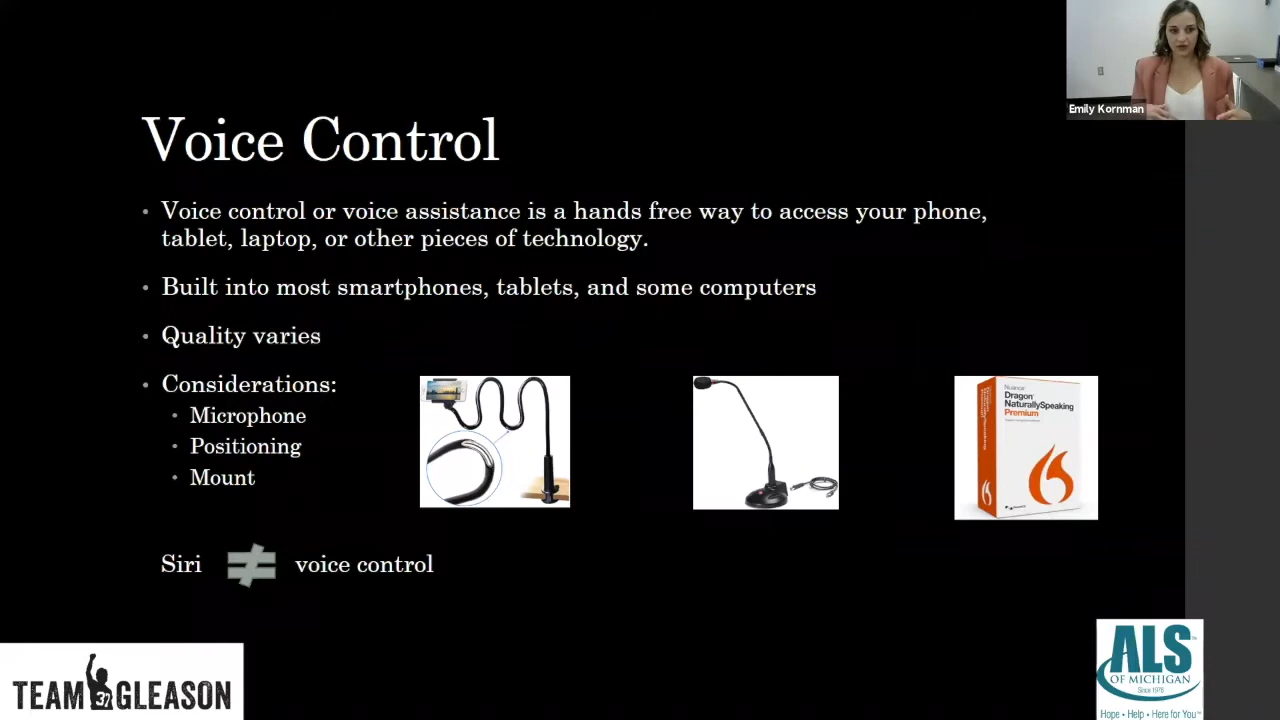 Emily Kornman
Voice Control
• Voice control or voice assistance is a hands free way to access your phone,
tablet, laptop, or other pieces of technology.
• Built into most smartphones, tablets, and some computers
• Quality varies
• Considerations:
• Microphone
• Positioning
• Mount
Nuance
Dragon
NaturallySpeaking
Premium
Siri ≠ voice control
TEAM 37 GLEASON
ALS
OF MICHIGAN
Since 1976
Hope • Help • Here for You